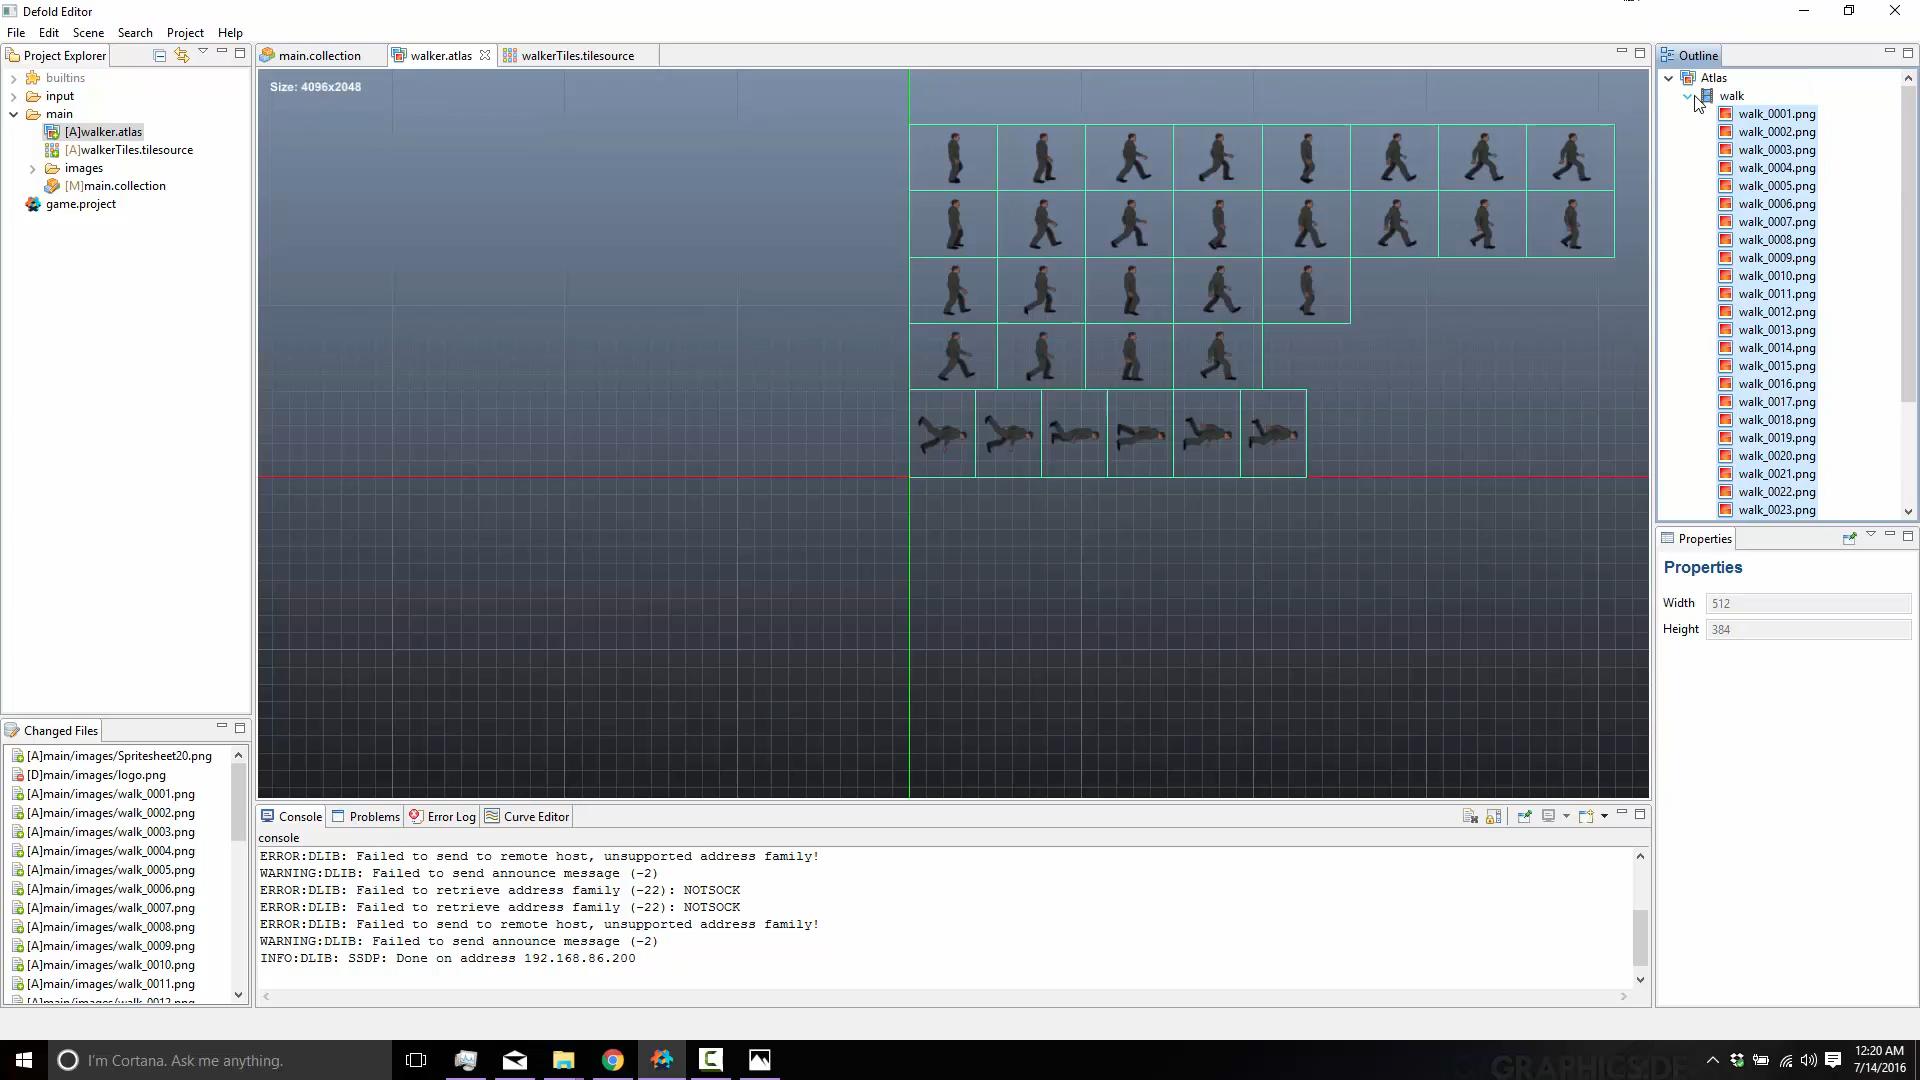 Defold Editor
File Edit Scene Search Project Help
Project Explorer
builtins
input
main
[A]walker.atlas
[A]walkerTiles.tilesource
images
[M]main.collection
game.project
Changed Files
[A]main/images/Spritesheet20.png
[D]main/images/logo.png
[A]main/images/walk_0001.png
[A]main/images/walk_0002.png
[A]main/images/walk_0003.png
[A]main/images/walk_0004.png
[A]main/images/walk_0005.png
[A]main/images/walk_0006.png
[A]main/images/walk_0007.png
[A]main/images/walk_0008.png
[A]main/images/walk_0009.png
[A]main/images/walk_0010.png
[A]main/images/walk_0011.png
[A]main/images/walk_0012.png
main.collection walker.atlas walkerTiles.tilesource
Size: 4096x2048
Console Problems Error Log Curve Editor
console
ERROR:DLIB: Failed to send to remote host, unsupported address family!
WARNING:DLIB: Failed to send announce message (-2)
ERROR:DLIB: Failed to retrieve address family (-22): NOTSOCK
ERROR:DLIB: Failed to retrieve address family (-22): NOTSOCK
ERROR:DLIB: Failed to send to remote host, unsupported address family!
WARNING:DLIB: Failed to send announce message (-2)
INFO:DLIB: SSDP: Done on address 192.168.86.200
Outline
Atlas
walk
walk_0001.png
walk_0002.png
walk_0003.png
walk_0004.png
walk_0005.png
walk_0006.png
walk_0007.png
walk_0008.png
walk_0009.png
walk_0010.png
walk_0011.png
walk_0012.png
walk_0013.png
walk_0014.png
walk_0015.png
walk_0016.png
walk_0017.png
walk_0018.png
walk_0019.png
walk_0020.png
walk_0021.png
walk_0022.png
walk_0023.png
Properties
Properties
Width 512
Height 384
I'm Cortana. Ask me anything.
12:20 AM
7/14/2016